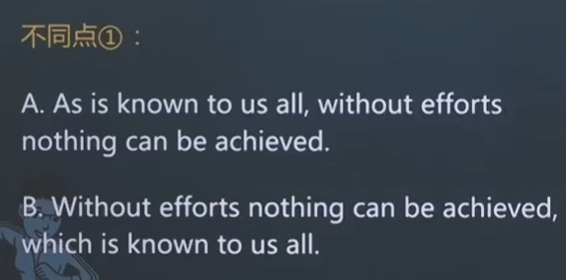 不同点①：
A. As is known to us all, without efforts
nothing can be achieved.
B. Without efforts nothing can be achieved,
which is known to us all.